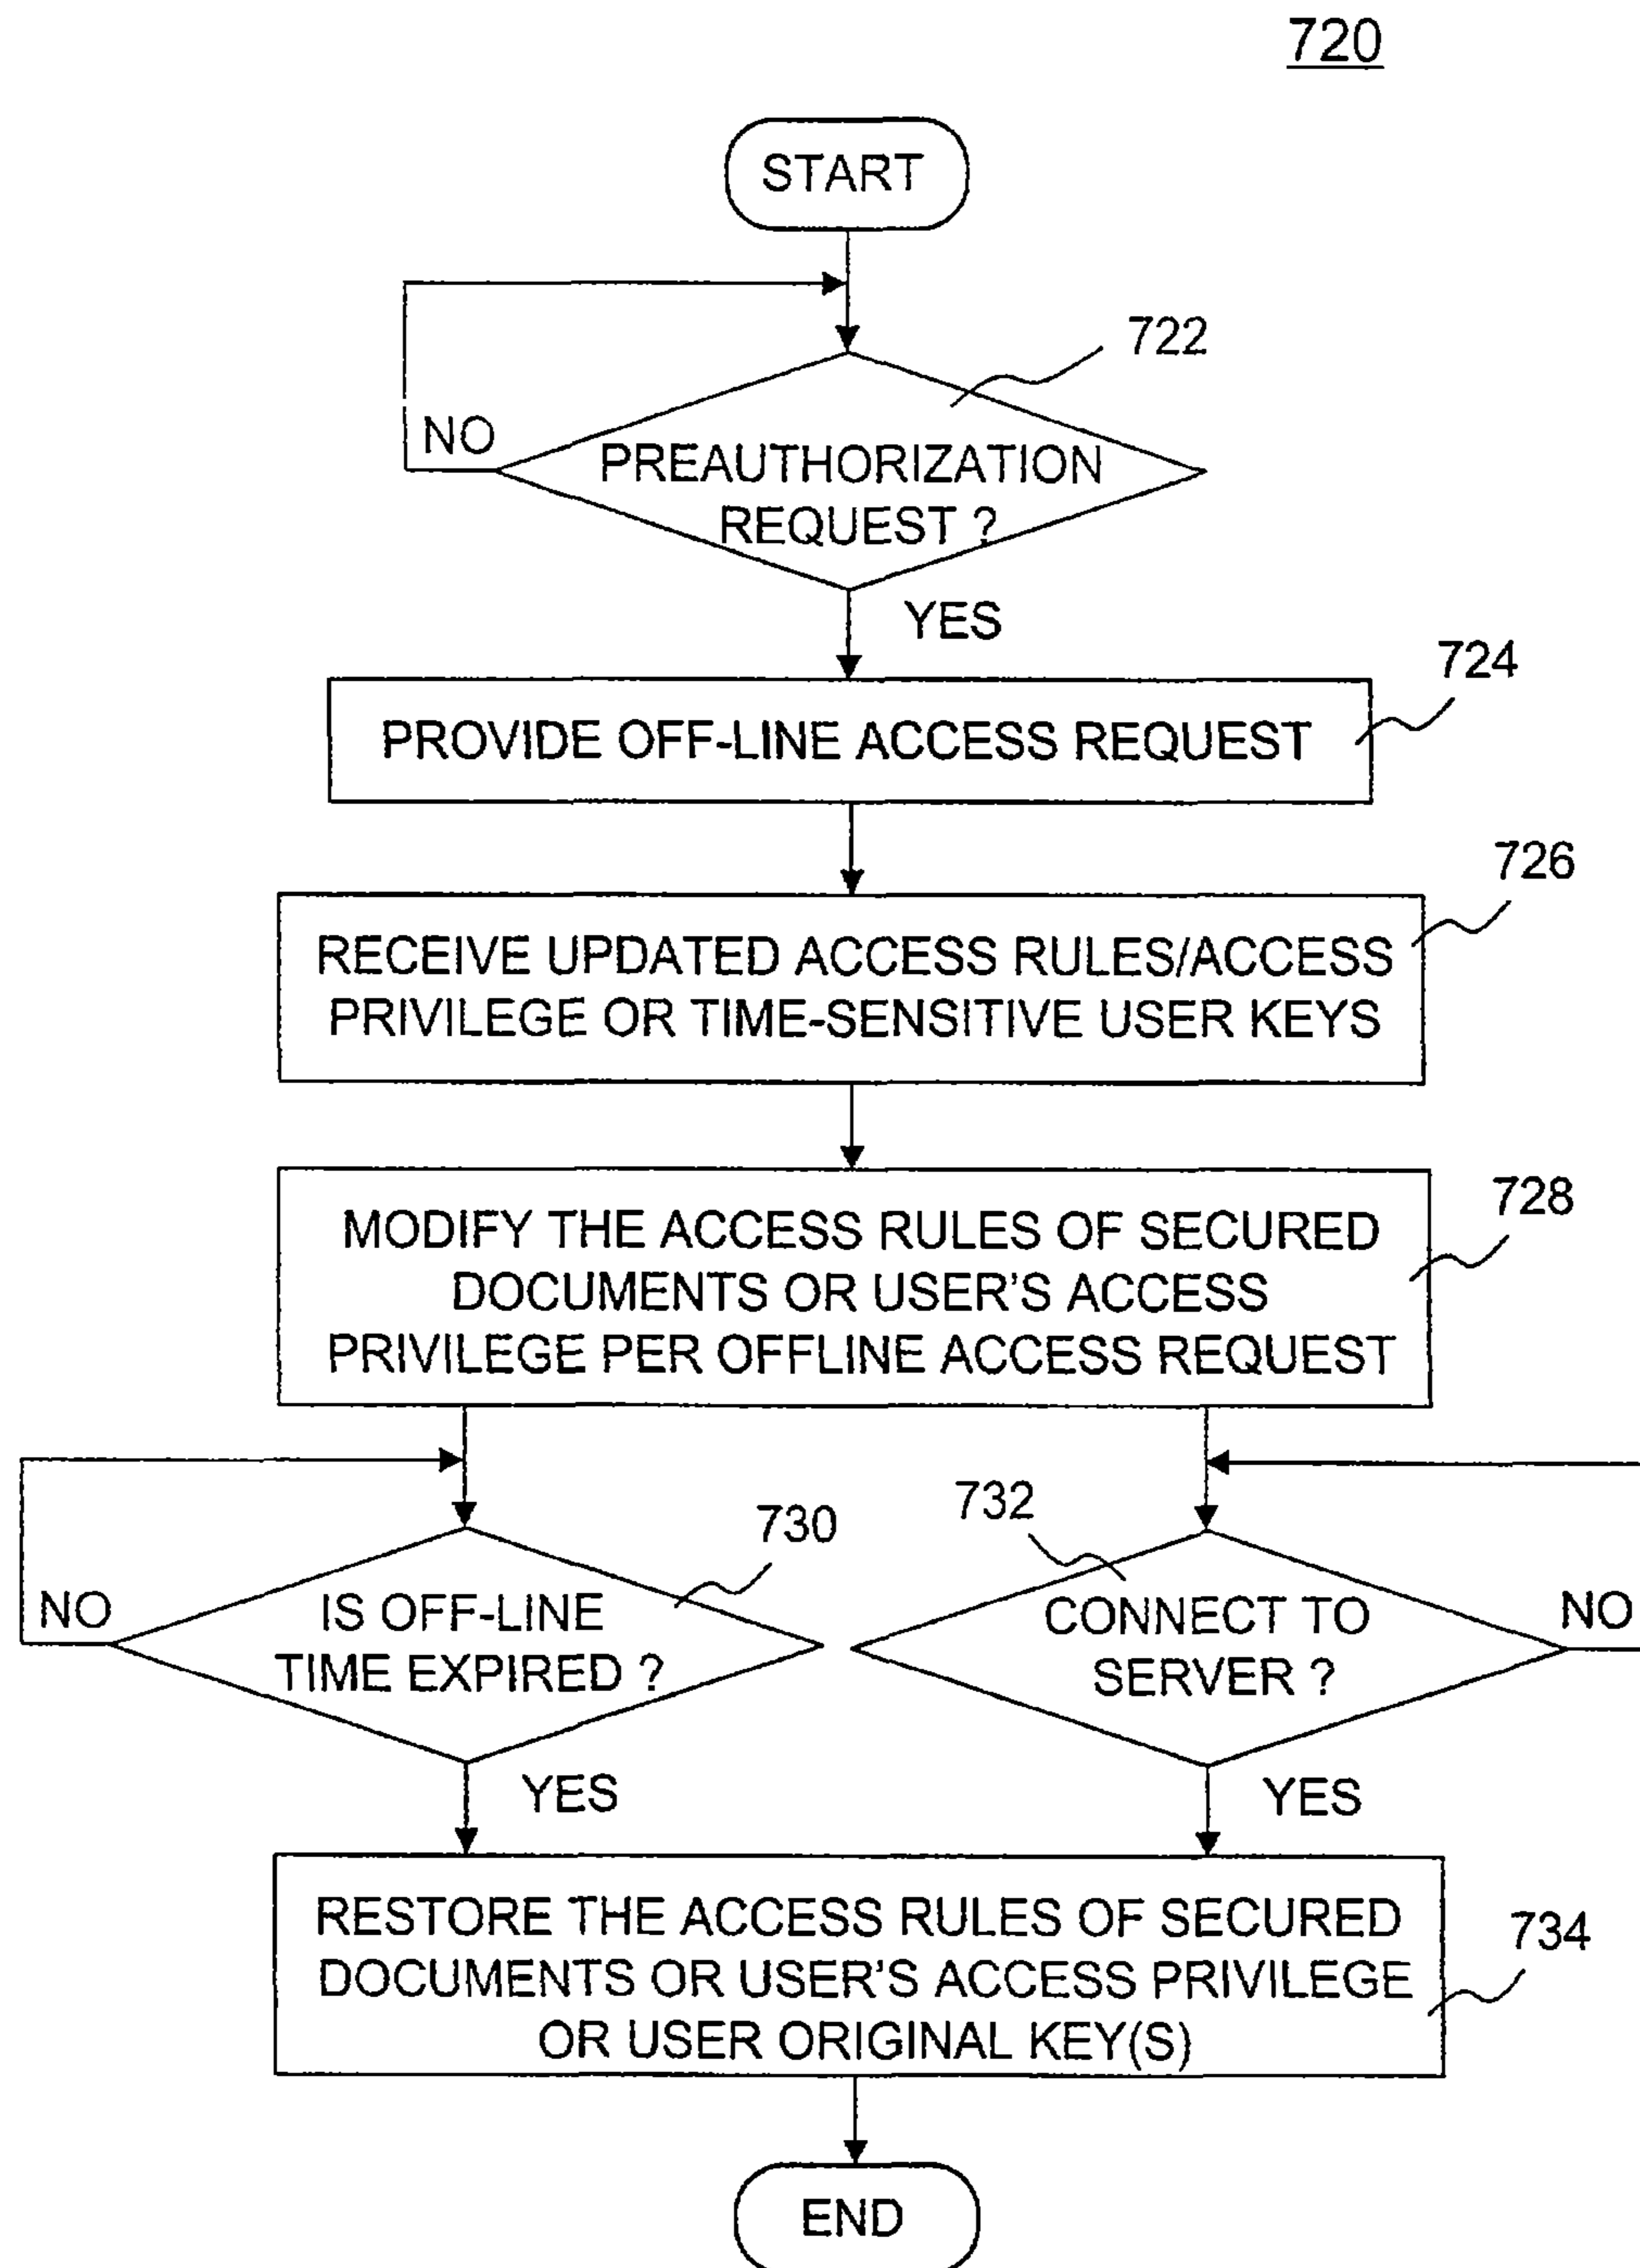 720
START
722
NO
PREAUTHORIZATION
REQUEST ?
YES
724
PROVIDE OFF-LINE ACCESS REQUEST
726
RECEIVE UPDATED ACCESS RULES/ACCESS
PRIVILEGE OR TIME-SENSITIVE USER KEYS
728
MODIFY THE ACCESS RULES OF SECURED
DOCUMENTS OR USER'S ACCESS
PRIVILEGE PER OFFLINE ACCESS REQUEST
730
NO
IS OFF-LINE
TIME EXPIRED ?
YES
732
CONNECT TO
SERVER ?
NO
YES
RESTORE THE ACCESS RULES OF SECURED
DOCUMENTS OR USER'S ACCESS PRIVILEGE
OR USER ORIGINAL KEY(S)
734
END